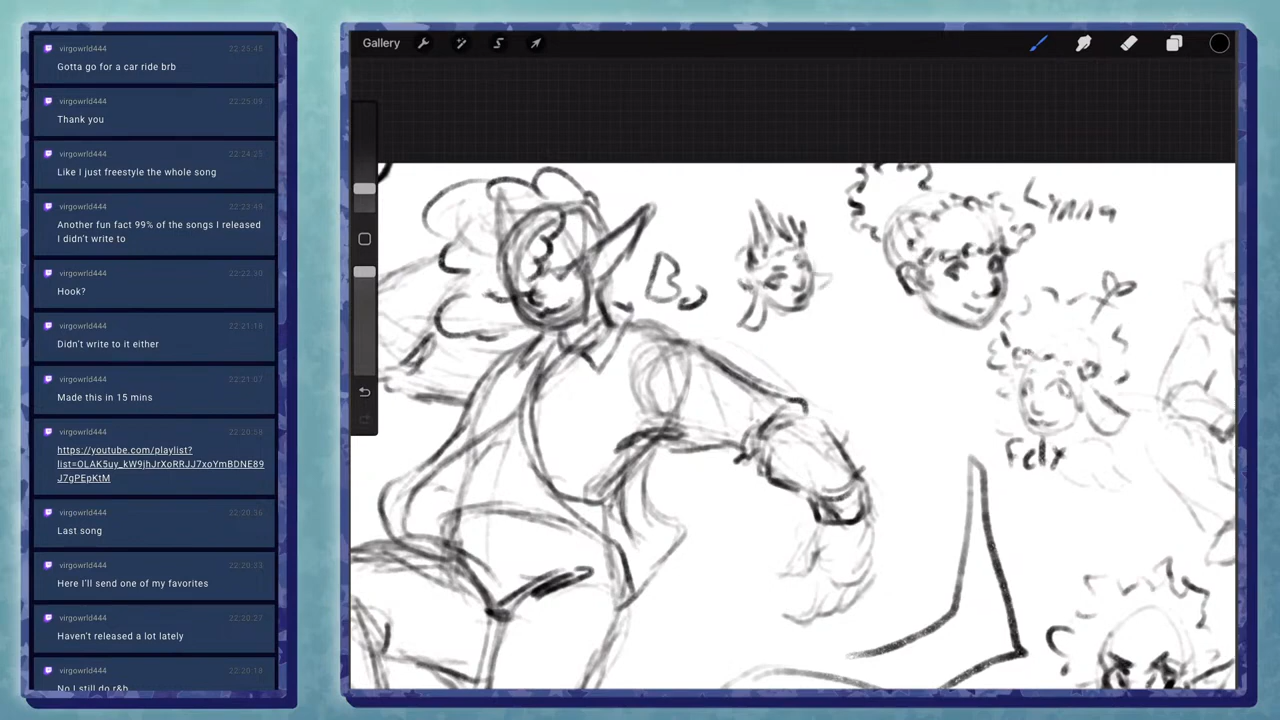 virgowrld444 22:25:45
Gotta go for a car ride brb
virgowrld444 22:25:09
Thank you
virgowrld444 22:24:25
Like I just freestyle the whole song
virgowrld444 22:23:49
Another fun fact 99% of the songs I released
I didn't write to
virgowrld444 22:22:30
Hook?
virgowrld444 22:21:18
Didn't write to it either
virgowrld444 22:21:07
Made this in 15 mins
virgowrld444 22:20:58
https://youtube.com/playlist?
list=OLAK5uy_kW9jhJrXoRRJJ7xoYmBDNE89
J7gPEpKtM
virgowrld444 22:20:36
Last song
virgowrld444 22:20:33
Here I'll send one of my favorites
virgowrld444 22:20:27
Haven't released a lot lately
virgowrld444 22:20:18
No I still do r&b
Gallery
Lynna